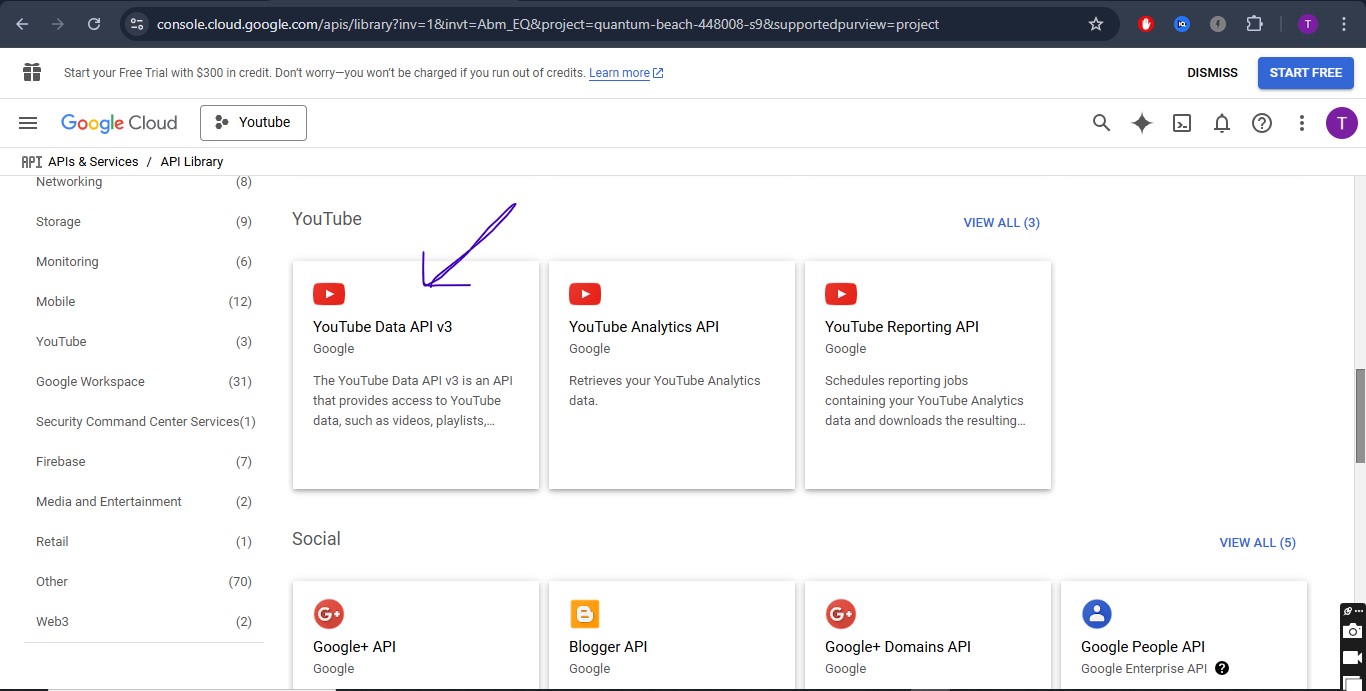 console.cloud.google.com/apis/library?inv=1&invt=Abm_EQ&project=quantum-beach-448008-s9&supportedpurview=project
T
Start your Free Trial with $300 in credit. Don't worry—you won't be charged if you run out of credits. Learn more
DISMISS
START FREE
Google Cloud
Youtube
T
API APIs & Services / API Library
Networking (8)
Storage (9)
Monitoring (6)
Mobile (12)
YouTube (3)
Google Workspace (31)
Security Command Center Services(1)
Firebase (7)
Media and Entertainment (2)
Retail (1)
Other (70)
Web3 (2)
YouTube
VIEW ALL (3)
YouTube Data API v3
Google
The YouTube Data API v3 is an API
that provides access to YouTube
data, such as videos, playlists,...
YouTube Analytics API
Google
Retrieves your YouTube Analytics
data.
YouTube Reporting API
Google
Schedules reporting jobs
containing your YouTube Analytics
data and downloads the resulting...
Social
VIEW ALL (5)
G+
Google+ API
Google
Blogger API
Google
G+
Google+ Domains API
Google
Google People API
Google Enterprise API ?